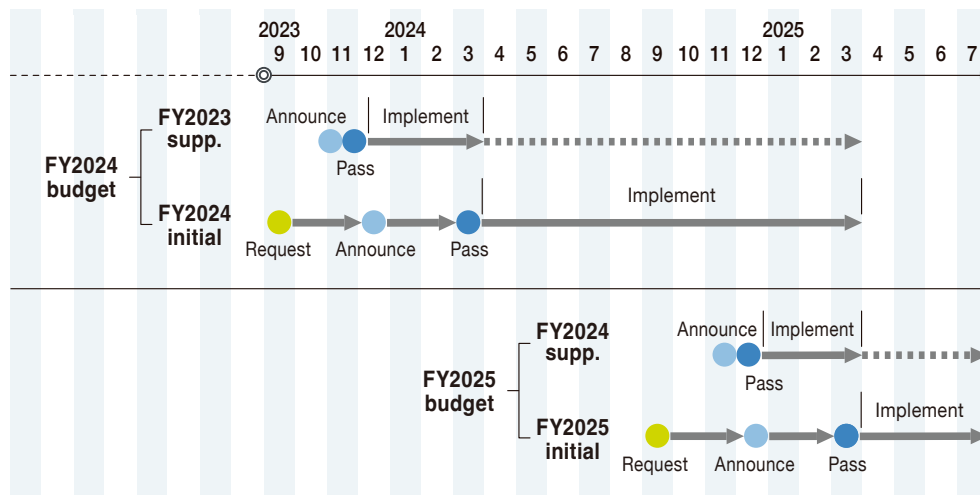 2023 2024 2025
9 10 11 12 1 2 3 4 5 6 7 8 9 10 11 12 1 2 3 4 5 6 7
FY2024
budget
FY2023
supp.
Announce
Implement
Pass
FY2024
initial
Implement
Request
Announce
Pass
FY2025
budget
FY2024
supp.
Announce
Implement
Pass
FY2025
initial
Implement
Request
Announce
Pass